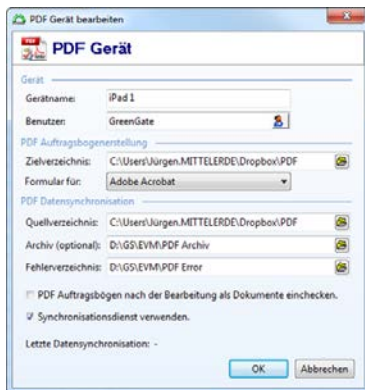 PDF Gerät bearbeiten
PDF
PDF Gerät
Gerät
Gerätname: iPad 1
Benutzer: GreenGate
PDF Auftragsbogenerstellung
Zielverzeichnis: C:\Users\Jürgen.MITTELERDE\Dropbox\PDF
Formular für: Adobe Acrobat
PDF Datensynchronisation
Quellverzeichnis: C:\Users\Jürgen.MITTELERDE\Dropbox\PDF
Archiv (optional): D:\GS\EVM\PDF Archiv
Fehlerverzeichnis: D:\GS\EVM\PDF Error
PDF Auftragsbögen nach der Bearbeitung als Dokumente einchecken.
Synchronisationsdienst verwenden.
Letzte Datensynchronisation: -
OK Abbrechen